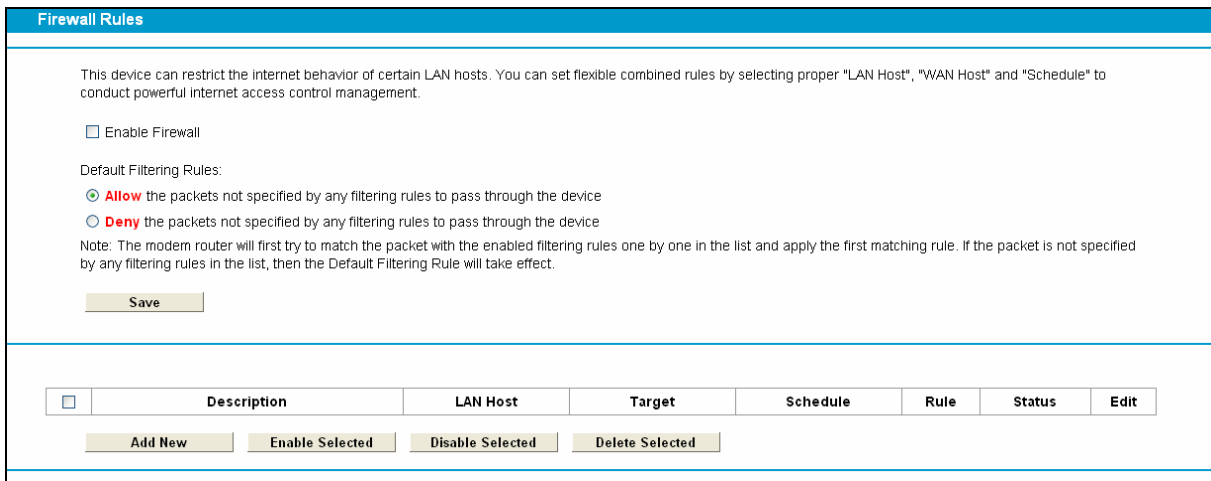 Firewall Rules
This device can restrict the internet behavior of certain LAN hosts. You can set flexible combined rules by selecting proper "LAN Host", "WAN Host" and "Schedule" to
conduct powerful internet access control management.
Enable Firewall
Default Filtering Rules:
Allow the packets not specified by any filtering rules to pass through the device
Deny the packets not specified by any filtering rules to pass through the device
Note: The modem router will first try to match the packet with the enabled filtering rules one by one in the list and apply the first matching rule. If the packet is not specified
by any filtering rules in the list, then the Default Filtering Rule will take effect.
Save
Description LAN Host Target Schedule Rule Status Edit
Add New Enable Selected Disable Selected Delete Selected